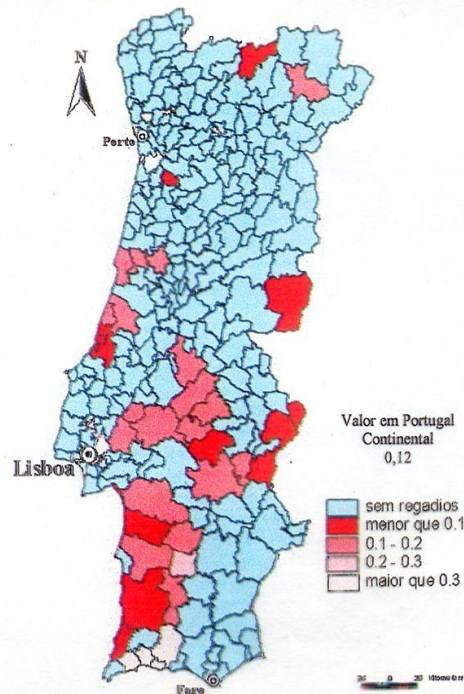 N
Porto
Lisboa
Valor em Portugal
Continental
0,12
sem regadios
menor que 0.1
0.1 - 0.2
0.2 - 0.3
maior que 0.3
Faro
0